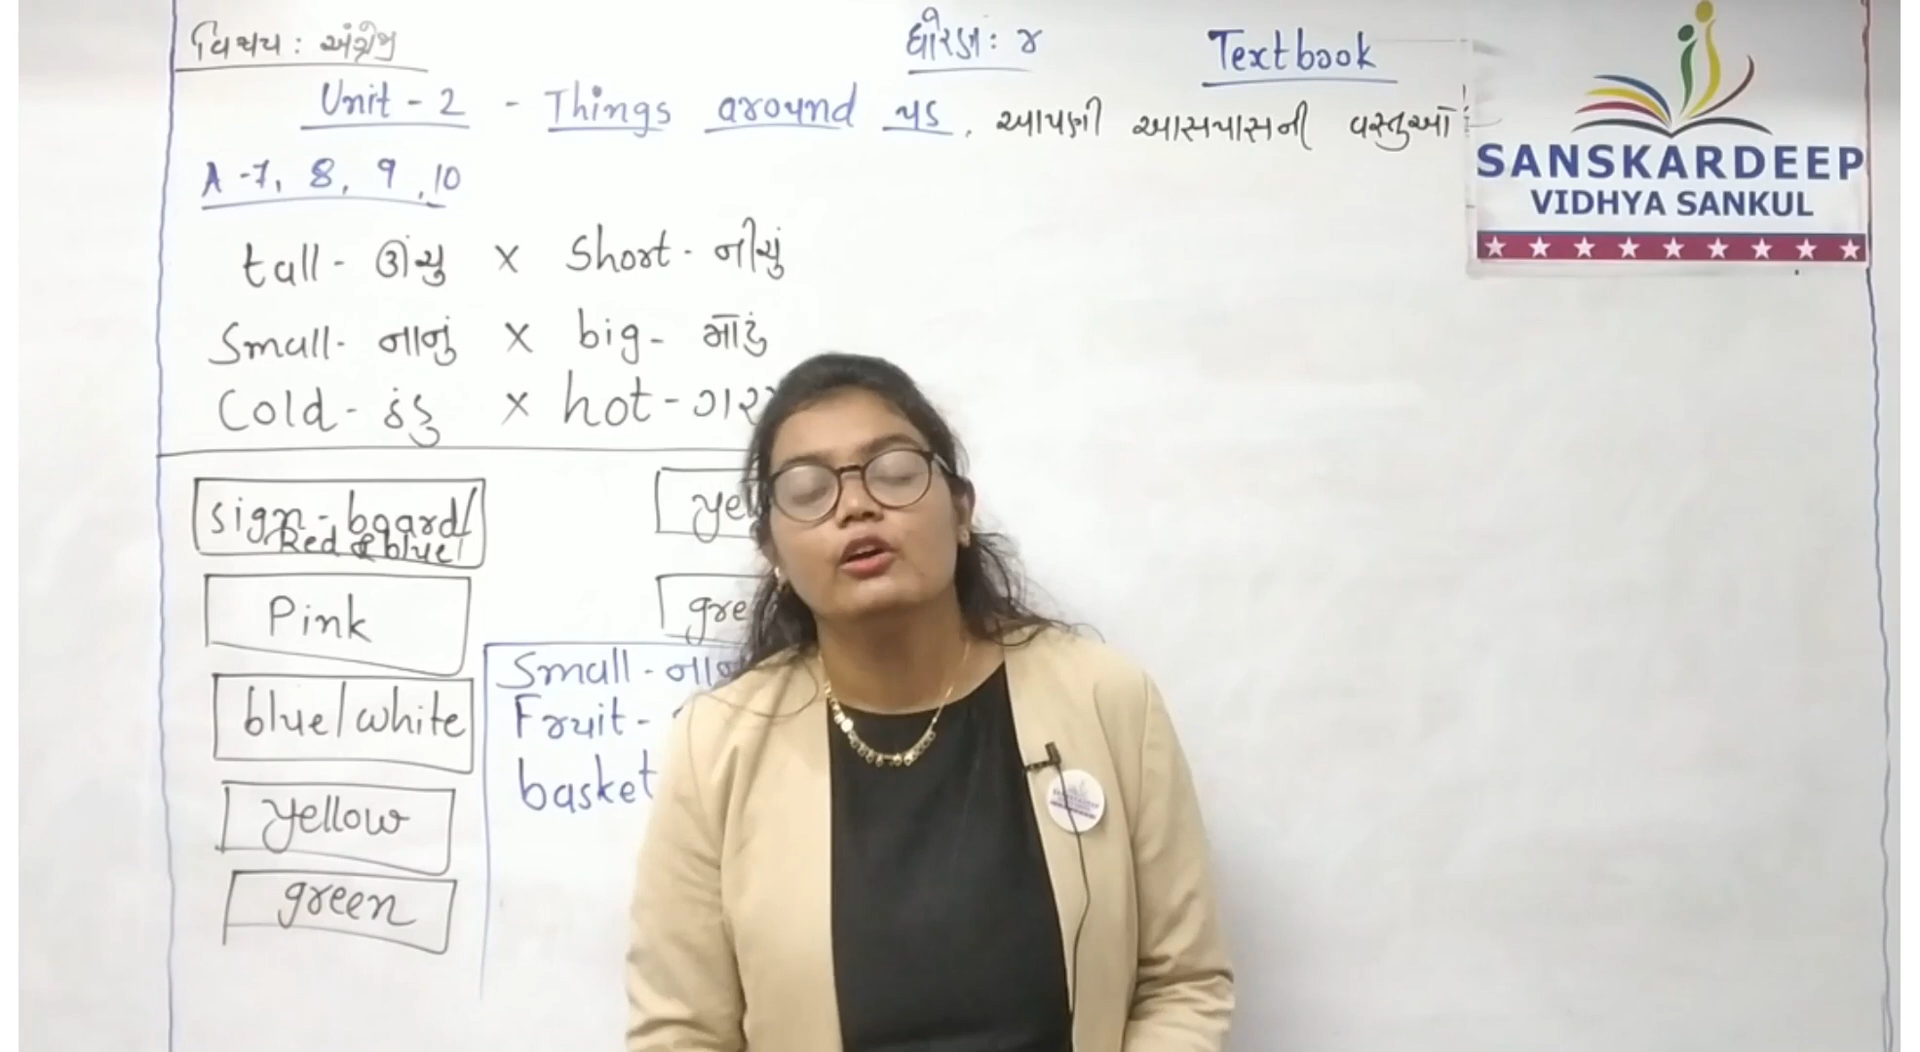 વિષય : અંગ્રેજી
ધોરણ : ૪
Textbook
Unit - 2 - Things around us. આપણી આસપાસની વસ્તુઓ
A - 7, 8, 9, 10
tall - ઊંચુ x Short - નીચું
Small - નાનું x big - મોટું
Cold - ઠંડુ x hot -
sign - board/
Red & blue
Pink
blue/white
yellow
green
Small -
Fruit -
basket
SANSKARDEEP
VIDHYA SANKUL